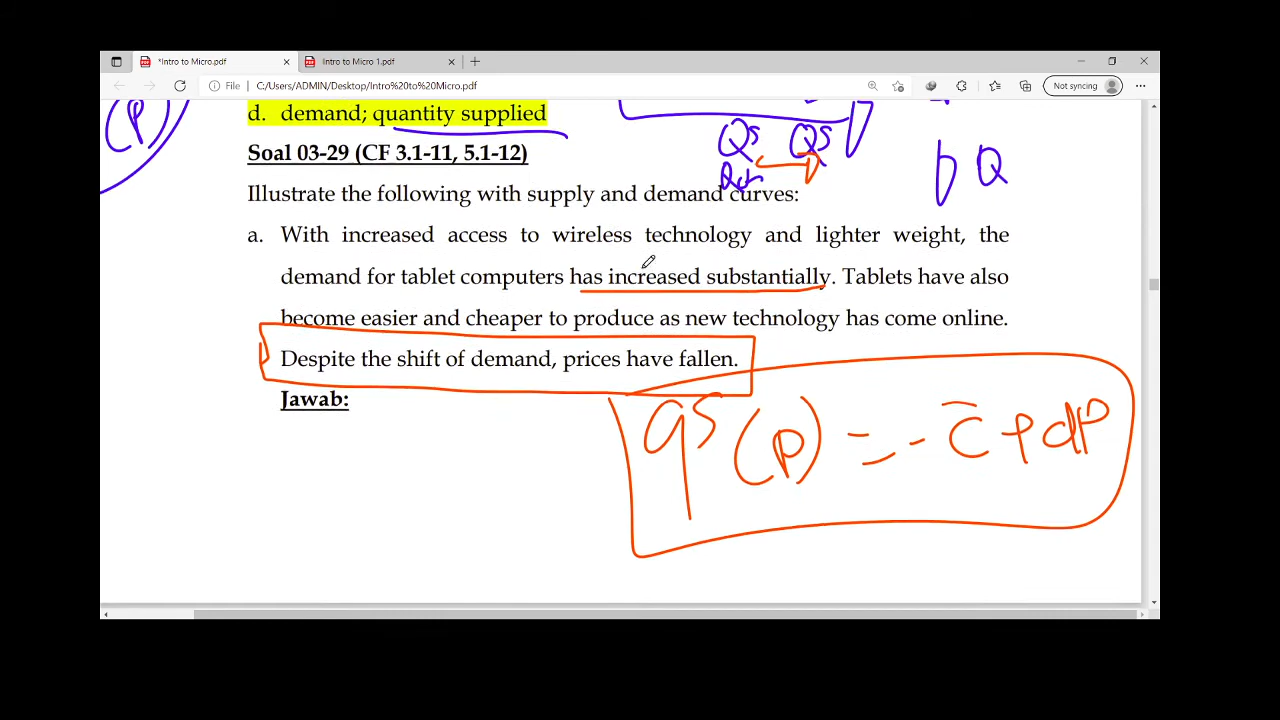 *Intro to Micro.pdf
Intro to Micro 1.pdf
File
C:/Users/ADMIN/Desktop/Intro%20to%20Micro.pdf
Not syncing
(P)
d. demand; quantity supplied
Qs Qs
Q
Soal 03-29 (CF 3.1-11, 5.1-12)
Illustrate the following with supply and demand curves:
a. With increased access to wireless technology and lighter weight, the
demand for tablet computers has increased substantially. Tablets have also
become easier and cheaper to produce as new technology has come online.
Despite the shift of demand, prices have fallen.
Jawab:
qs (p) = - c̄ + dP